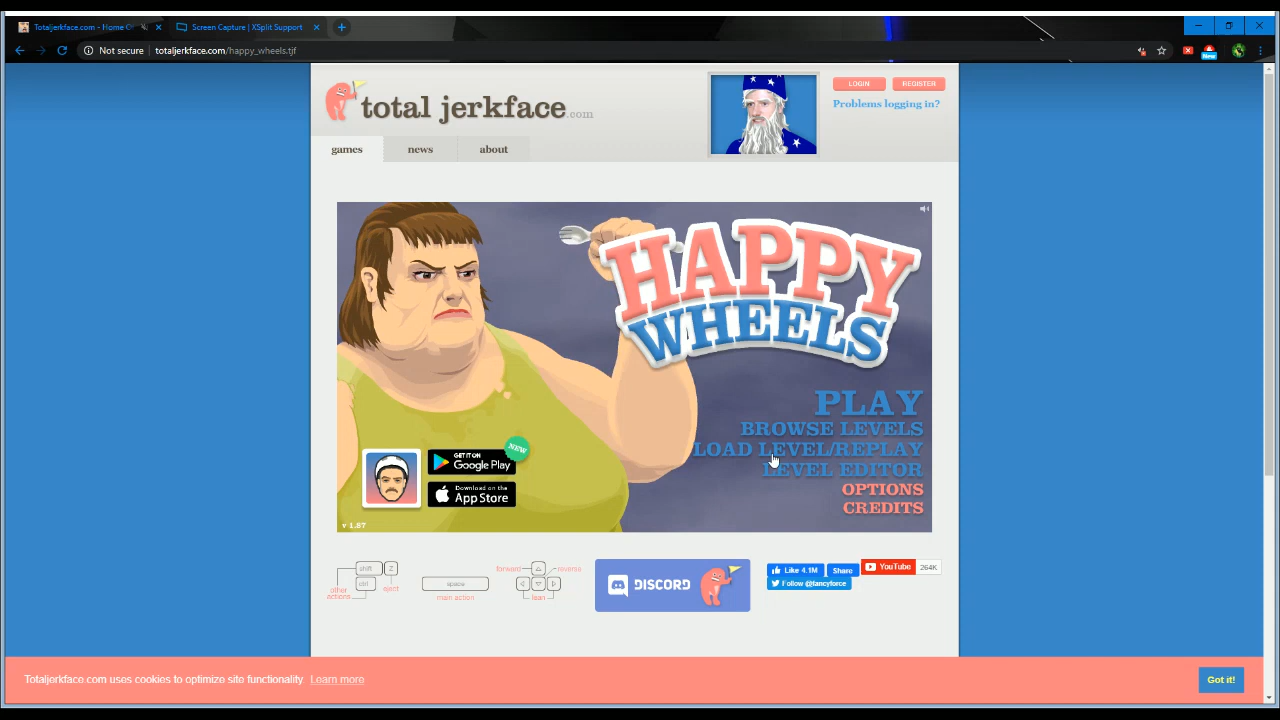 Totaljerkface.com - Home O
Screen Capture | XSplit Support
Not secure
totaljerkface.com/happy_wheels.tjf
New
total jerkface.com
LOGIN
REGISTER
Problems logging in?
games
news
about
HAPPY
WHEELS
PLAY
BROWSE LEVELS
LOAD LEVEL/REPLAY
LEVEL EDITOR
OPTIONS
CREDITS
NEW
GET IT ON
Google Play
Download on the
App Store
v 1.87
shift
Z
ctrl
other
actions
eject
space
main action
forward
reverse
lean
DISCORD
Like 4.1M
Share
YouTube
264K
Follow @fancyforce
Totaljerkface.com uses cookies to optimize site functionality. Learn more
Got it!